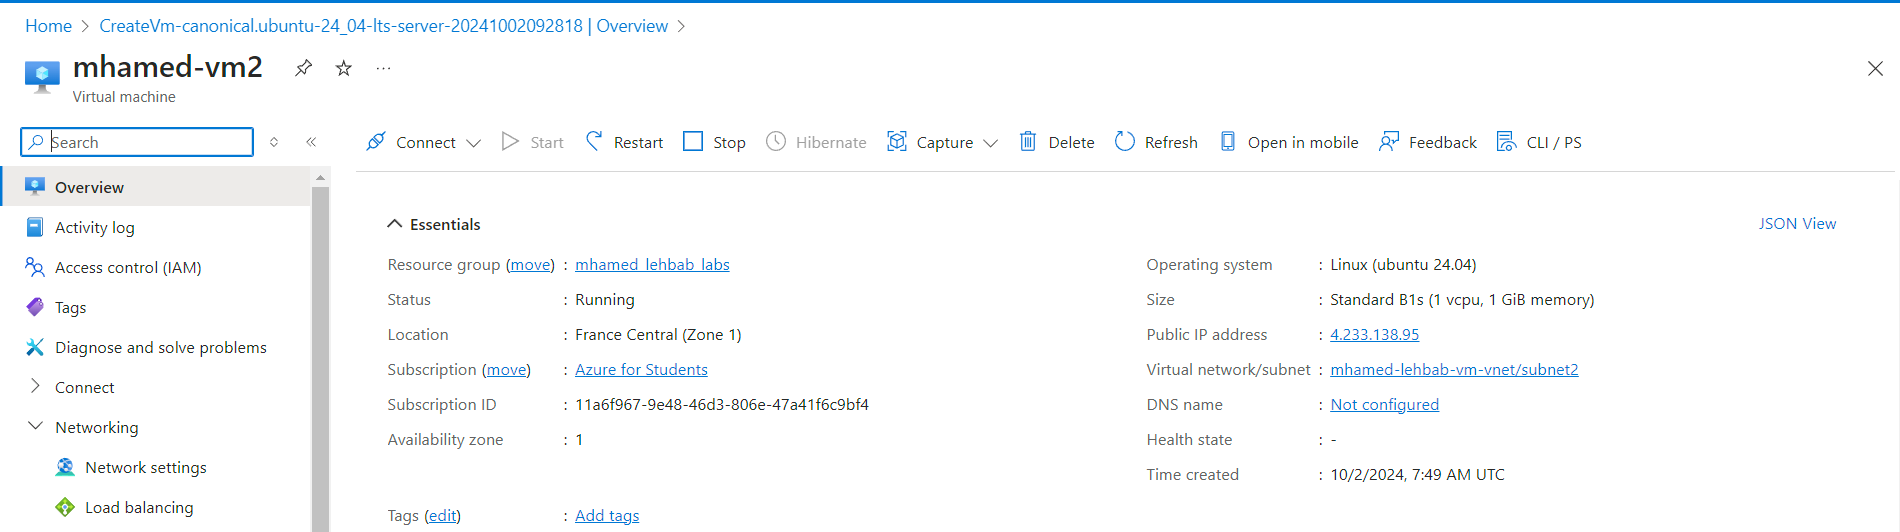 Home > CreateVm-canonical.ubuntu-24_04-lts-server-20241002092818 | Overview >
mhamed-vm2 ...
Virtual machine
Search
Connect Start Restart Stop Hibernate Capture Delete Refresh Open in mobile Feedback CLI / PS
Overview
Activity log
Access control (IAM)
Tags
Diagnose and solve problems
Connect
Networking
Network settings
Load balancing
Essentials
JSON View
Resource group (move) : mhamed_lehbab_labs
Status : Running
Location : France Central (Zone 1)
Subscription (move) : Azure for Students
Subscription ID : 11a6f967-9e48-46d3-806e-47a41f6c9bf4
Availability zone : 1
Tags (edit) : Add tags
Operating system : Linux (ubuntu 24.04)
Size : Standard B1s (1 vcpu, 1 GiB memory)
Public IP address : 4.233.138.95
Virtual network/subnet : mhamed-lehbab-vm-vnet/subnet2
DNS name : Not configured
Health state : -
Time created : 10/2/2024, 7:49 AM UTC